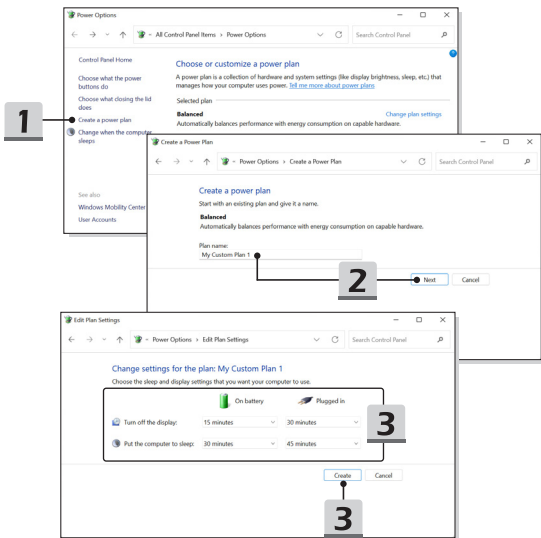 Power Options
All Control Panel Items › Power Options
Search Control Panel
Control Panel Home
Choose what the power
buttons do
Choose what closing the lid
does
Create a power plan
Change when the computer
sleeps
See also
Windows Mobility Center
User Accounts
Choose or customize a power plan
A power plan is a collection of hardware and system settings (like display brightness, sleep, etc.) that
manages how your computer uses power. Tell me more about power plans
Selected plan
Balanced
Change plan settings
Automatically balances performance with energy consumption on capable hardware.
1
Create a Power Plan
Power Options › Create a Power Plan
Search Control Panel
Create a power plan
Start with an existing plan and give it a name.
Balanced
Automatically balances performance with energy consumption on capable hardware.
Plan name:
My Custom Plan 1
2
Next
Cancel
Edit Plan Settings
Power Options › Edit Plan Settings
Search Control Panel
Change settings for the plan: My Custom Plan 1
Choose the sleep and display settings that you want your computer to use.
On battery
Plugged in
Turn off the display:
15 minutes
30 minutes
Put the computer to sleep:
30 minutes
45 minutes
3
Create
Cancel
3